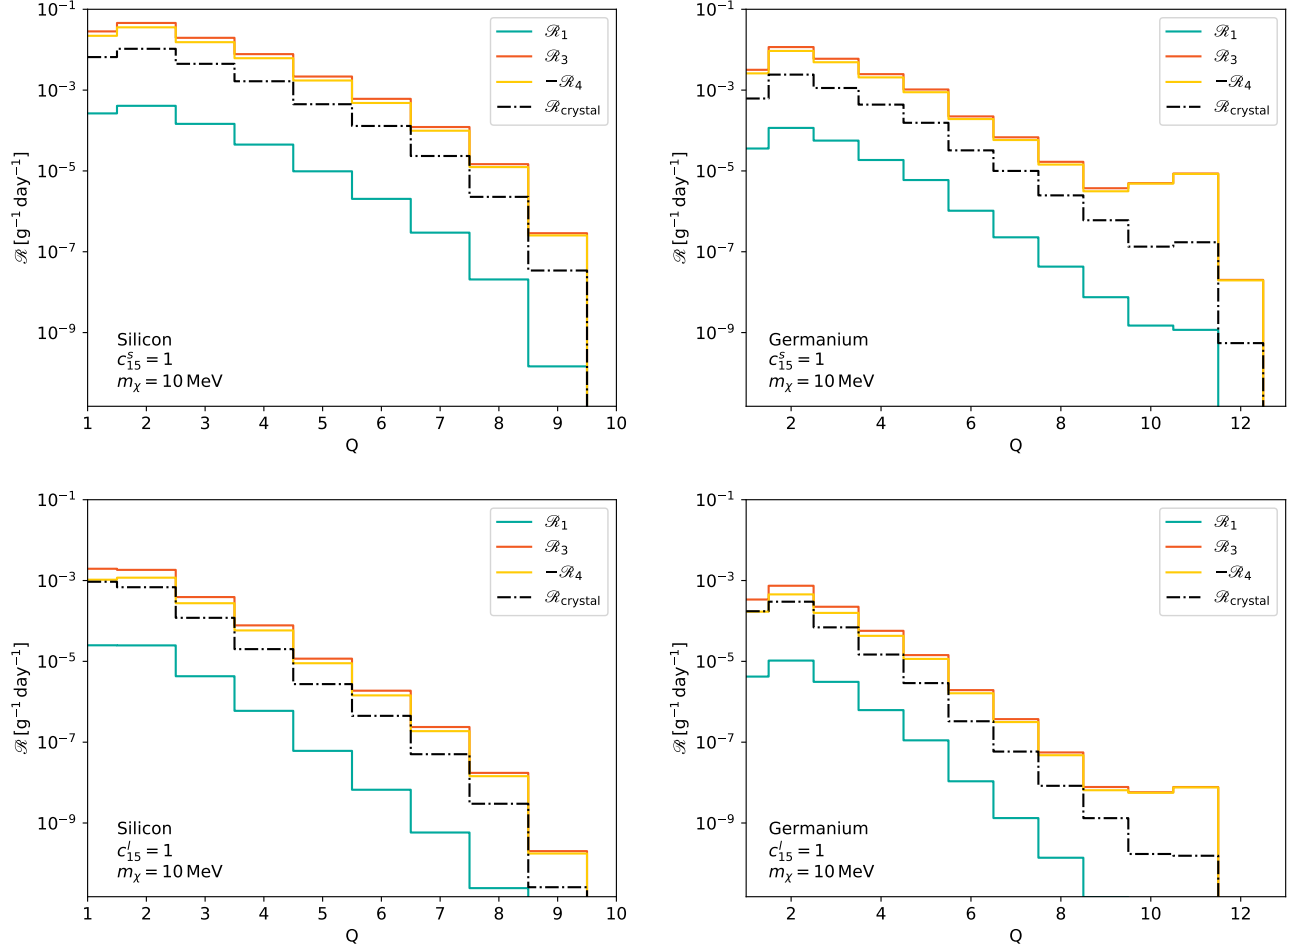 10⁻¹
10⁻³
10⁻⁵
10⁻⁷
10⁻⁹
ℛ [g⁻¹ day⁻¹]
ℛ₁
ℛ₃
−ℛ₄
ℛcrystal
Silicon
c₁₅ˢ = 1
mᵪ = 10 MeV
1 2 3 4 5 6 7 8 9 10
Q
10⁻¹
10⁻³
10⁻⁵
10⁻⁷
10⁻⁹
ℛ [g⁻¹ day⁻¹]
ℛ₁
ℛ₃
−ℛ₄
ℛcrystal
Germanium
c₁₅ˢ = 1
mᵪ = 10 MeV
2 4 6 8 10 12
Q
10⁻¹
10⁻³
10⁻⁵
10⁻⁷
10⁻⁹
ℛ [g⁻¹ day⁻¹]
ℛ₁
ℛ₃
−ℛ₄
ℛcrystal
Silicon
c₁₅ˡ = 1
mᵪ = 10 MeV
1 2 3 4 5 6 7 8 9 10
Q
10⁻¹
10⁻³
10⁻⁵
10⁻⁷
10⁻⁹
ℛ [g⁻¹ day⁻¹]
ℛ₁
ℛ₃
−ℛ₄
ℛcrystal
Germanium
c₁₅ˡ = 1
mᵪ = 10 MeV
2 4 6 8 10 12
Q